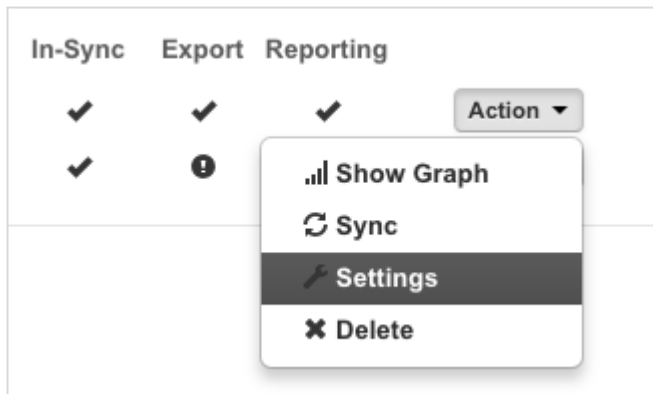 In-Sync Export Reporting
Action
Show Graph
Sync
Settings
Delete